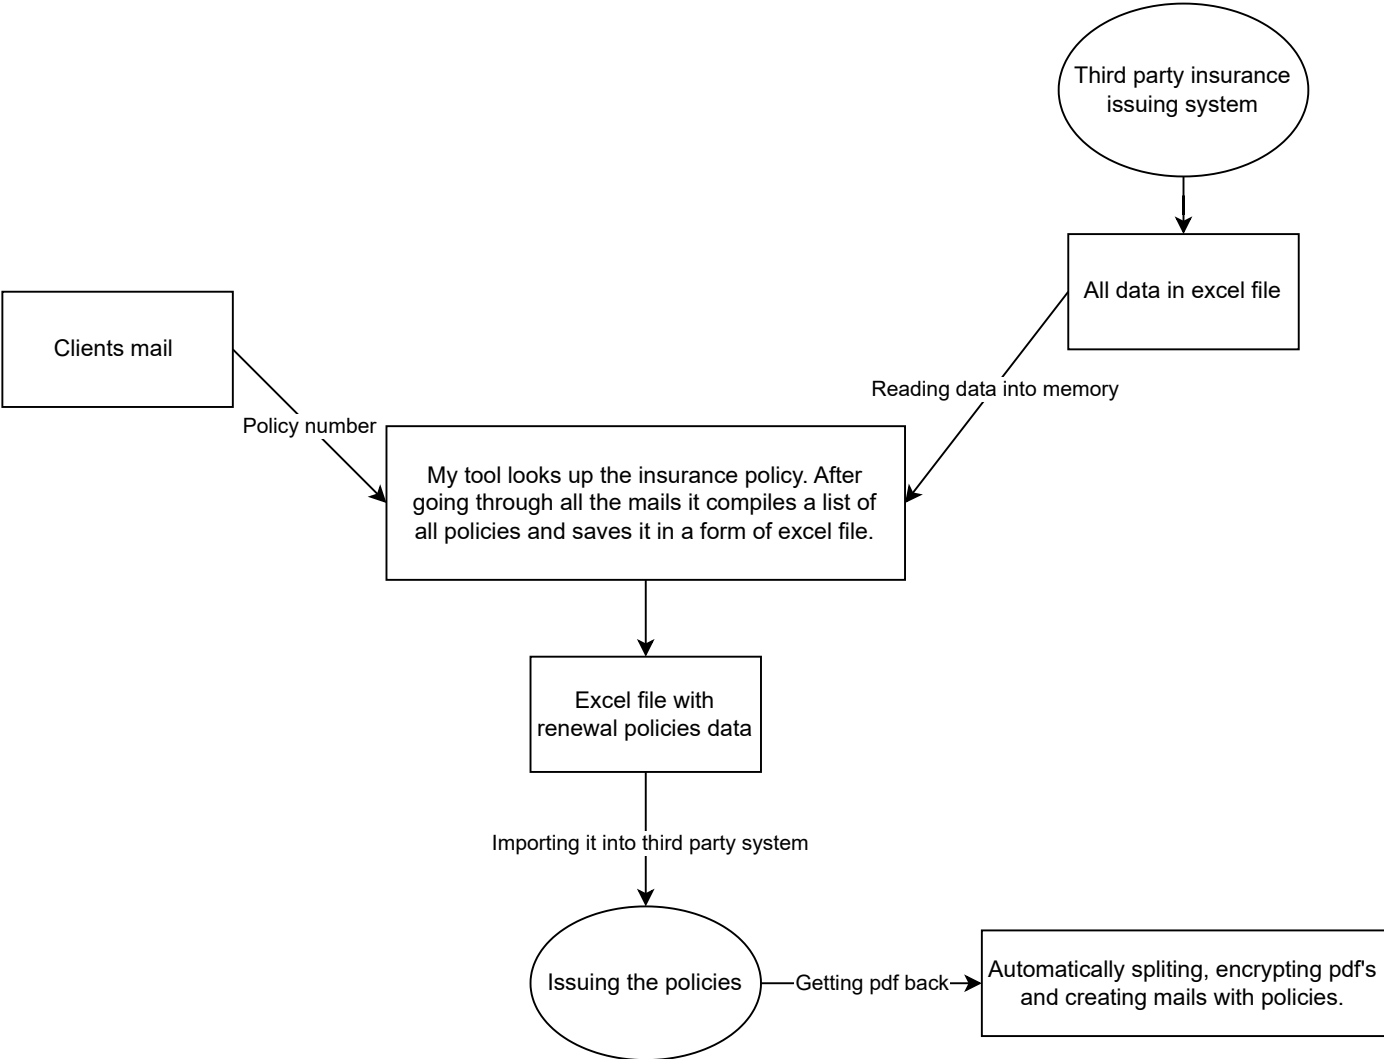 Third party insurance
issuing system
All data in excel file
Clients mail
Reading data into memory
Policy number
My tool looks up the insurance policy. After
going through all the mails it compiles a list of
all policies and saves it in a form of excel file.
Excel file with
renewal policies data
Importing it into third party system
Issuing the policies
Getting pdf back
Automatically spliting, encrypting pdf's
and creating mails with policies.